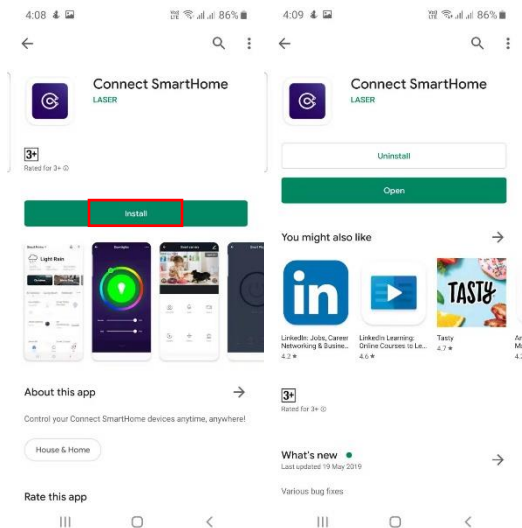 4:08
86%
Connect SmartHome
LASER
3+
Rated for 3+
Install
Light Rain
About this app
Control your Connect SmartHome devices anytime, anywhere!
House & Home
Rate this app
4:09
86%
Connect SmartHome
LASER
Uninstall
Open
You might also like
in
TASTY
LinkedIn: Jobs, Career
Networking & Busine...
4.2 ★
LinkedIn Learning:
Online Courses to Le...
4.6 ★
Tasty
4.7 ★
3+
Rated for 3+
What's new
Last updated 19 May 2019
Various bug fixes